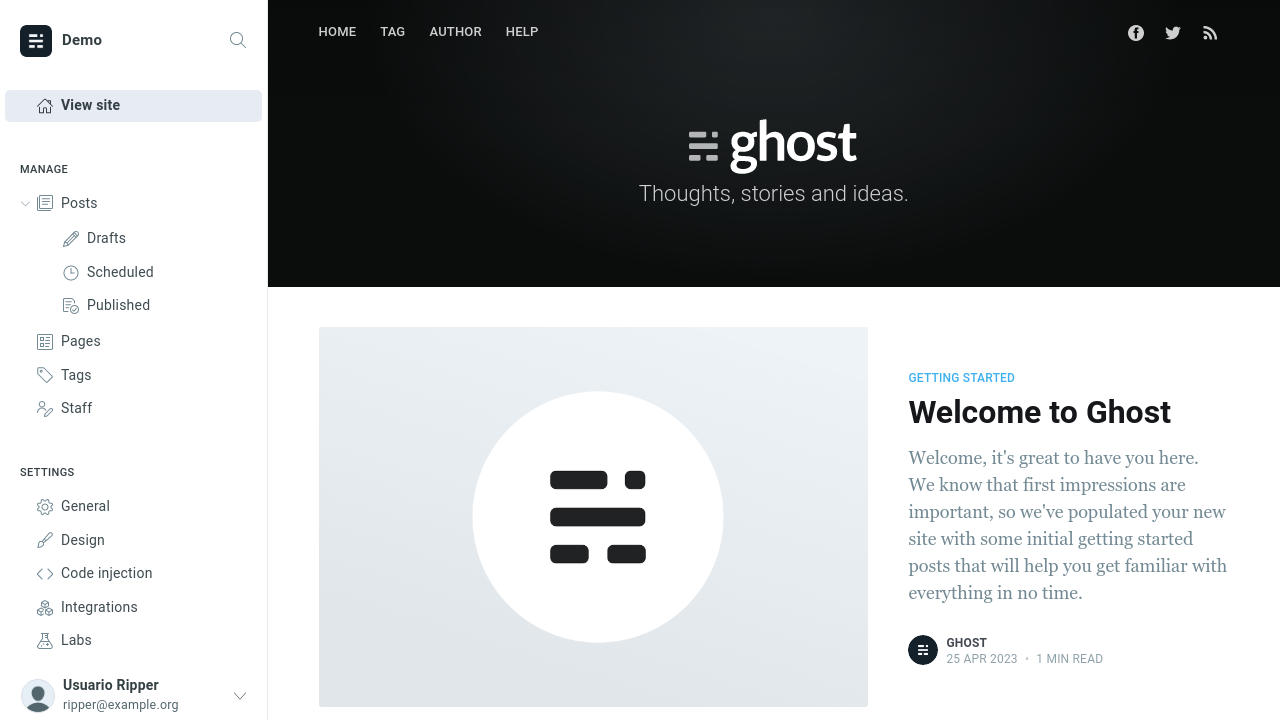 Demo
View site
MANAGE
Posts
Drafts
Scheduled
Published
Pages
Tags
Staff
SETTINGS
General
Design
Code injection
Integrations
Labs
Usuario Ripper
ripper@example.org
HOME TAG AUTHOR HELP
ghost
Thoughts, stories and ideas.
GETTING STARTED
Welcome to Ghost
Welcome, it's great to have you here.
We know that first impressions are
important, so we've populated your new
site with some initial getting started
posts that will help you get familiar with
everything in no time.
GHOST
25 APR 2023 • 1 MIN READ